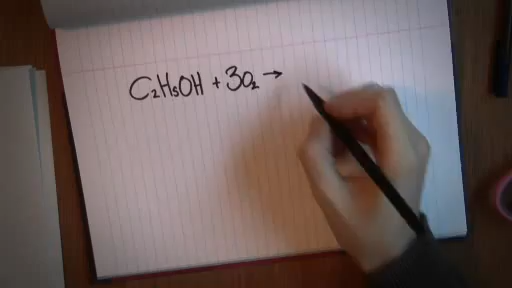 C₂H₅OH + 3O₂ →